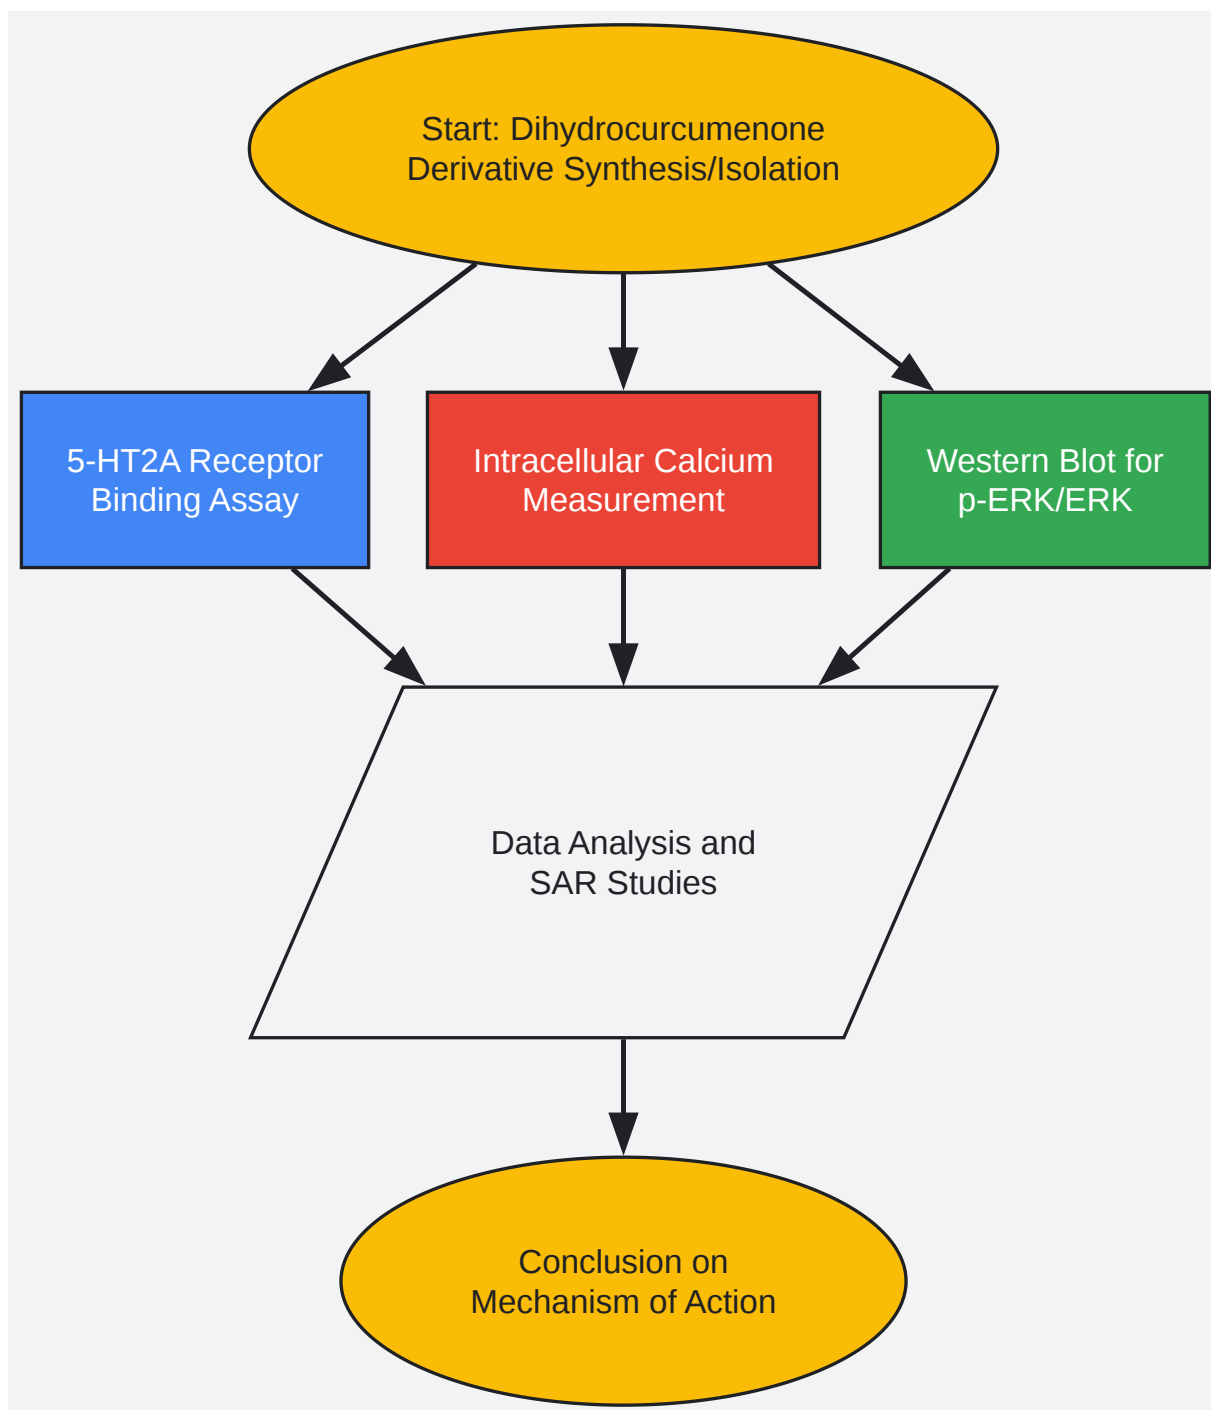 Start: Dihydrocurcumenone
Derivative Synthesis/Isolation
5-HT2A Receptor
Binding Assay
Intracellular Calcium
Measurement
Western Blot for
p-ERK/ERK
Data Analysis and
SAR Studies
Conclusion on
Mechanism of Action